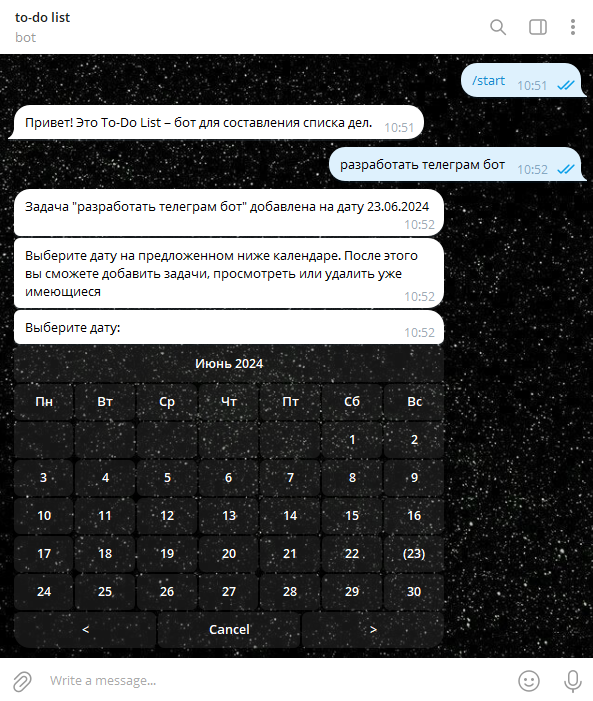 to-do list
bot
/start 10:51
Привет! Это To-Do List – бот для составления списка дел. 10:51
разработать телеграм бот 10:52
Задача "разработать телеграм бот" добавлена на дату 23.06.2024
10:52
Выберите дату на предложенном ниже календаре. После этого
вы сможете добавить задачи, просмотреть или удалить уже
имеющиеся 10:52
Выберите дату: 10:52
Июнь 2024
Пн Вт Ср Чт Пт Сб Вс
1 2
3 4 5 6 7 8 9
10 11 12 13 14 15 16
17 18 19 20 21 22 (23)
24 25 26 27 28 29 30
< Cancel >
Write a message...